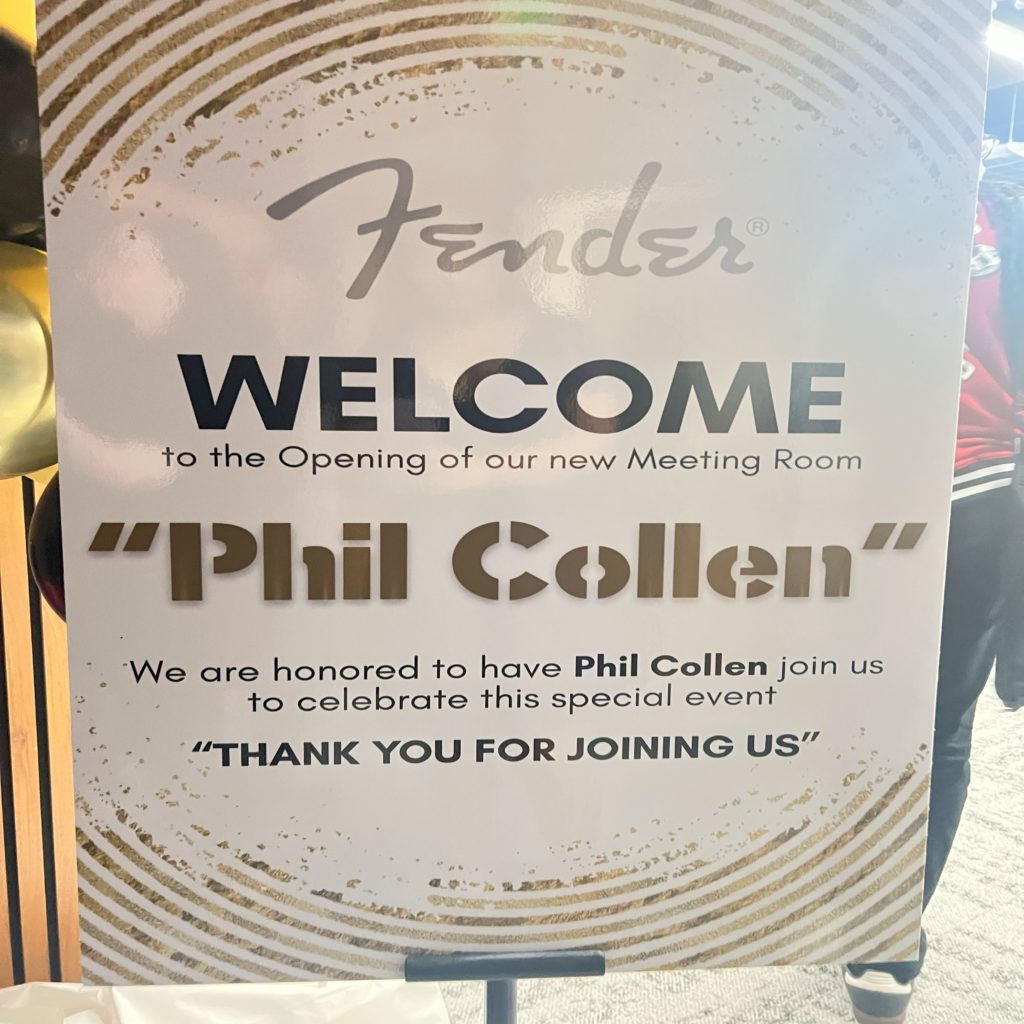 Fender®
WELCOME
to the Opening of our new Meeting Room
“Phil Collen”
We are honored to have Phil Collen join us
to celebrate this special event
“THANK YOU FOR JOINING US”